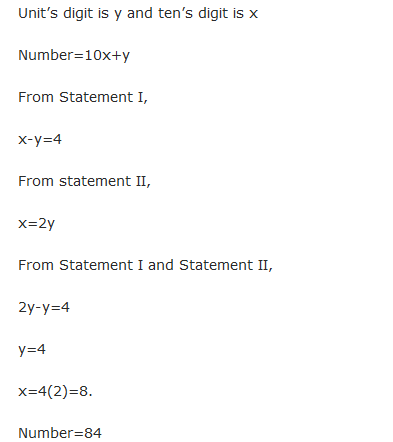 Unit’s digit is y and ten’s digit is x
Number=10x+y
From Statement I,
x-y=4
From statement II,
x=2y
From Statement I and Statement II,
2y-y=4
y=4
x=4(2)=8.
Number=84